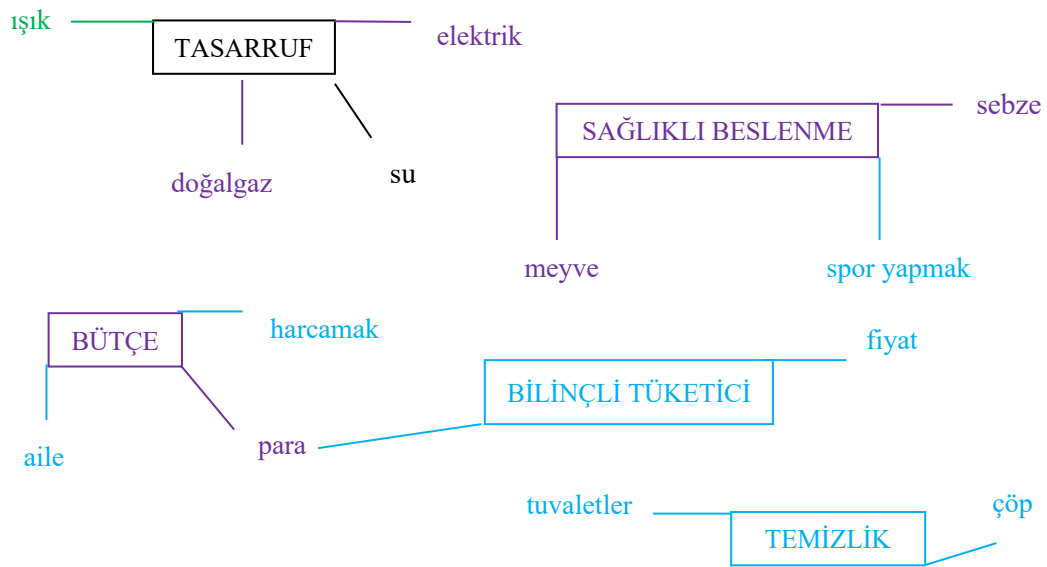 ışık
TASARRUF
elektrik
doğalgaz
su
SAĞLIKLI BESLENME
sebze
meyve
spor yapmak
BÜTÇE
harcamak
aile
para
BİLİNÇLİ TÜKETİCİ
fiyat
tuvaletler
TEMİZLİK
çöp